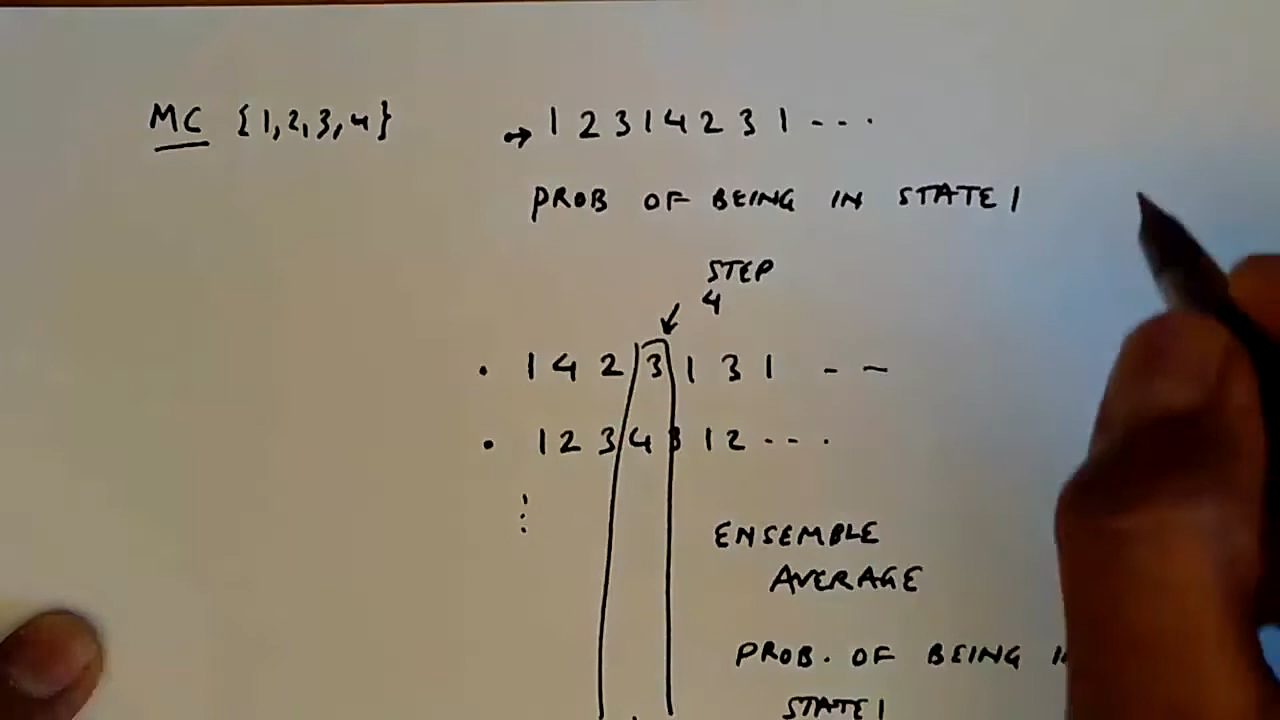 MC {1,2,3,4}
→ 1 2 3 1 4 2 3 1 - - -
PROB OF BEING IN STATE 1
STEP
4
. 1 4 2 3 1 3 1 - -
. 1 2 3 4 3 1 2 - - -
⋮
ENSEMBLE
AVERAGE
PROB. OF BEING
STATE 1